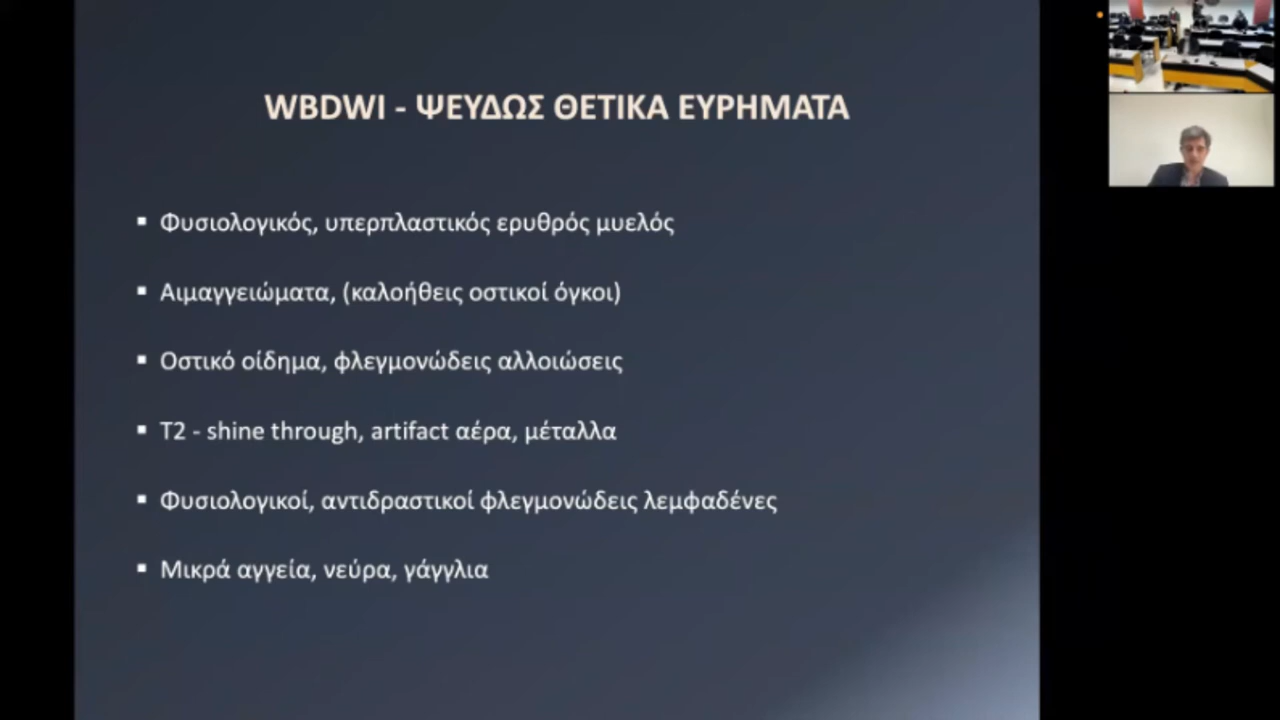 WBDWI - ΨΕΥΔΩΣ ΘΕΤΙΚΑ ΕΥΡΗΜΑΤΑ
▪ Φυσιολογικός, υπερπλαστικός ερυθρός μυελός
▪ Αιμαγγειώματα, (καλοήθεις οστικοί όγκοι)
▪ Οστικό οίδημα, φλεγμονώδεις αλλοιώσεις
▪ T2 - shine through, artifact αέρα, μέταλλα
▪ Φυσιολογικοί, αντιδραστικοί φλεγμονώδεις λεμφαδένες
▪ Μικρά αγγεία, νεύρα, γάγγλια